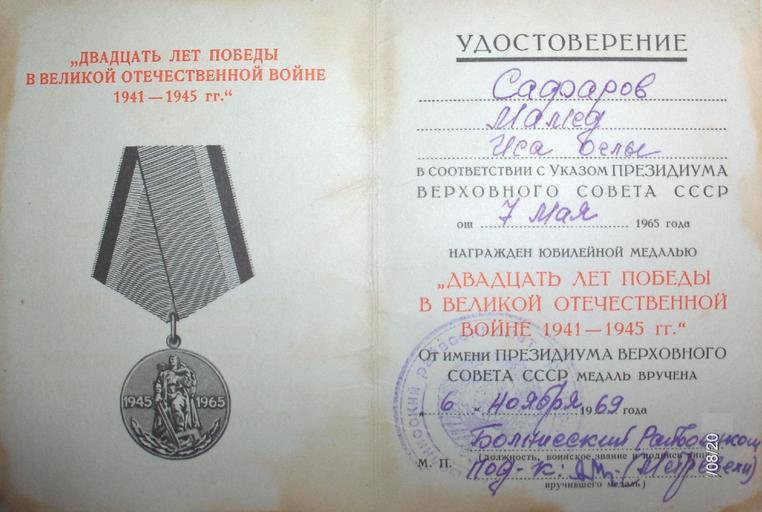 „ДВАДЦАТЬ ЛЕТ ПОБЕДЫ
В ВЕЛИКОЙ ОТЕЧЕСТВЕННОЙ ВОЙНЕ
1941 — 1945 гг.“
1945 1965
УДОСТОВЕРЕНИЕ
Сафаров
Мамед
Иса Оглы
В СООТВЕТСТВИИ С УКАЗОМ ПРЕЗИДИУМА
ВЕРХОВНОГО СОВЕТА СССР
от 7 Мая 1965 года
НАГРАЖДЕН ЮБИЛЕЙНОЙ МЕДАЛЬЮ
„ДВАДЦАТЬ ЛЕТ ПОБЕДЫ
В ВЕЛИКОЙ ОТЕЧЕСТВЕННОЙ
ВОЙНЕ 1941 — 1945 гг.“
От имени ПРЕЗИДИУМА ВЕРХОВНОГО
СОВЕТА СССР МЕДАЛЬ ВРУЧЕНА
„6“ ноября 1969 года
Болнисский Райвоенком
(должность, воинское звание и подпись лица,
М. П. Под-к: (Метревели)
вручившего медаль)
/08/20